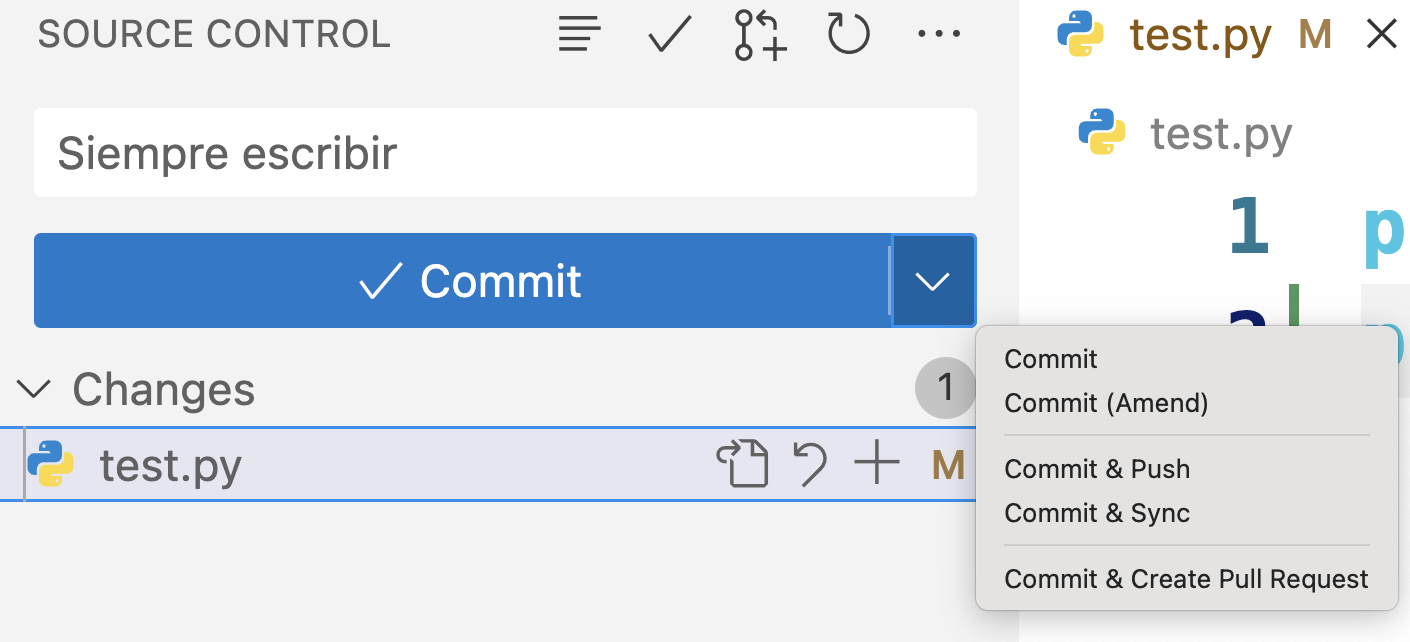 SOURCE CONTROL
test.py M
Siempre escribir
test.py
Commit
1
p
Changes 1
test.py M
Commit
Commit (Amend)
Commit & Push
Commit & Sync
Commit & Create Pull Request